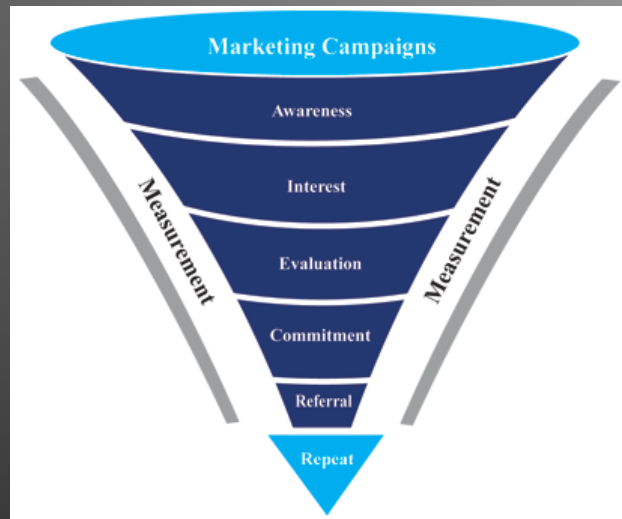 Marketing Campaigns
Awareness
Interest
Measurement
Measurement
Evaluation
Commitment
Referral
Repeat